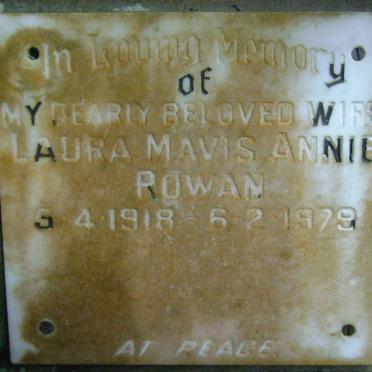 In Loving Memory
of
MY DEARLY BELOVED WIFE
LAURA MAVIS ANNIE
ROWAN
5·4·1918 - 6·2·1979
AT PEACE